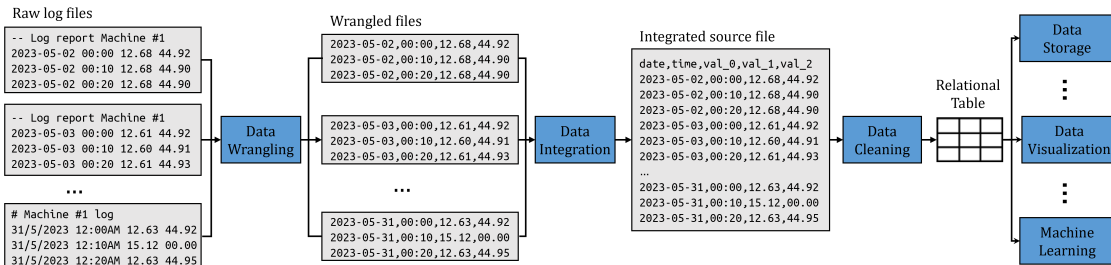 Raw log files
-- Log report Machine #1
2023-05-02 00:00 12.68 44.92
2023-05-02 00:10 12.68 44.90
2023-05-02 00:20 12.68 44.90
-- Log report Machine #1
2023-05-03 00:00 12.61 44.92
2023-05-03 00:10 12.60 44.91
2023-05-03 00:20 12.61 44.93
...
# Machine #1 log
31/5/2023 12:00AM 12.63 44.92
31/5/2023 12:10AM 15.12 00.00
31/5/2023 12:20AM 12.63 44.95
Data
Wrangling
Wrangled files
2023-05-02,00:00,12.68,44.92
2023-05-02,00:10,12.68,44.90
2023-05-02,00:20,12.68,44.90
2023-05-03,00:00,12.61,44.92
2023-05-03,00:10,12.60,44.91
2023-05-03,00:20,12.61,44.93
...
2023-05-31,00:00,12.63,44.92
2023-05-31,00:10,15.12,00.00
2023-05-31,00:20,12.63,44.95
Data
Integration
Integrated source file
date,time,val_0,val_1,val_2
2023-05-02,00:00,12.68,44.92
2023-05-02,00:10,12.68,44.90
2023-05-02,00:20,12.68,44.90
2023-05-03,00:00,12.61,44.92
2023-05-03,00:10,12.60,44.91
2023-05-03,00:20,12.61,44.93
...
2023-05-31,00:00,12.63,44.92
2023-05-31,00:10,15.12,00.00
2023-05-31,00:20,12.63,44.95
Data
Cleaning
Relational
Table
Data
Storage
Data
Visualization
Machine
Learning